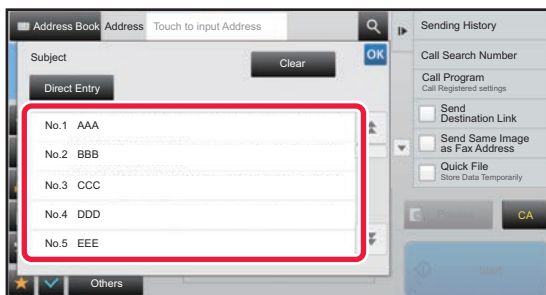 Address Book Address Touch to input Address
Sending History
Subject
Clear
OK
Call Search Number
Direct Entry
Call Program
Call Registered settings
No.1 AAA
Send
Destination Link
No.2 BBB
Send Same Image
as Fax Address
No.3 CCC
Quick File
Store Data Temporarily
No.4 DDD
CA
No.5 EEE
Others
Start